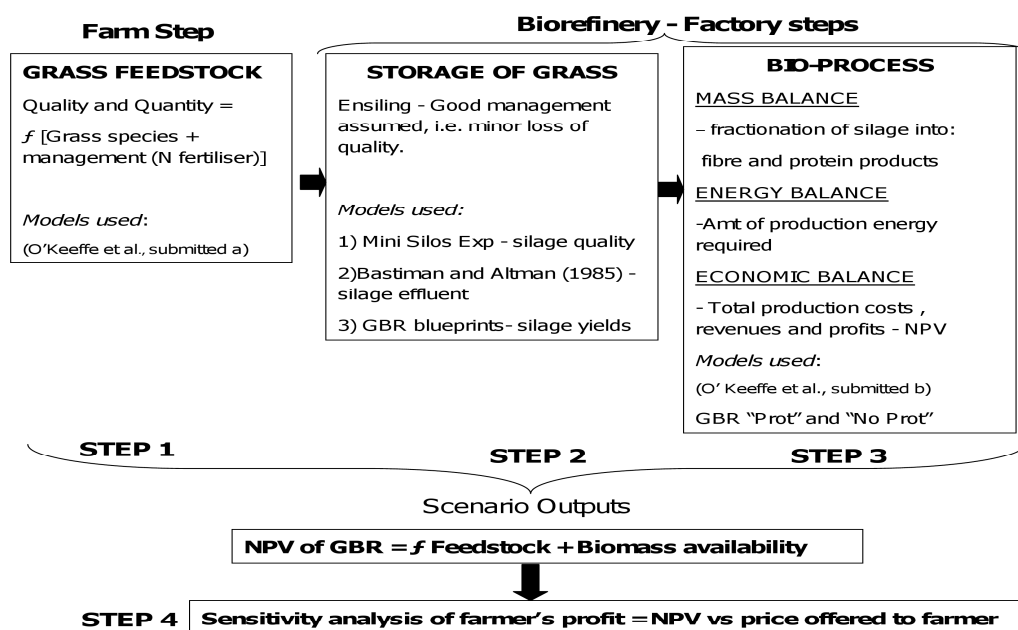 Farm Step
Biorefinery - Factory steps
GRASS FEEDSTOCK
Quality and Quantity =
ƒ [Grass species +
management (N fertiliser)]
Models used:
(O'Keeffe et al., submitted a)
STORAGE OF GRASS
Ensiling - Good management
assumed, i.e. minor loss of
quality.
Models used:
1) Mini Silos Exp - silage quality
2)Bastiman and Altman (1985) -
silage effluent
3) GBR blueprints- silage yields
BIO-PROCESS
MASS BALANCE
– fractionation of silage into:
fibre and protein products
ENERGY BALANCE
-Amt of production energy
required
ECONOMIC BALANCE
- Total production costs ,
revenues and profits - NPV
Models used:
(O' Keeffe et al., submitted b)
GBR “Prot” and “No Prot”
STEP 1
STEP 2
STEP 3
Scenario Outputs
NPV of GBR = ƒ Feedstock + Biomass availability
STEP 4
Sensitivity analysis of farmer's profit = NPV vs price offered to farmer